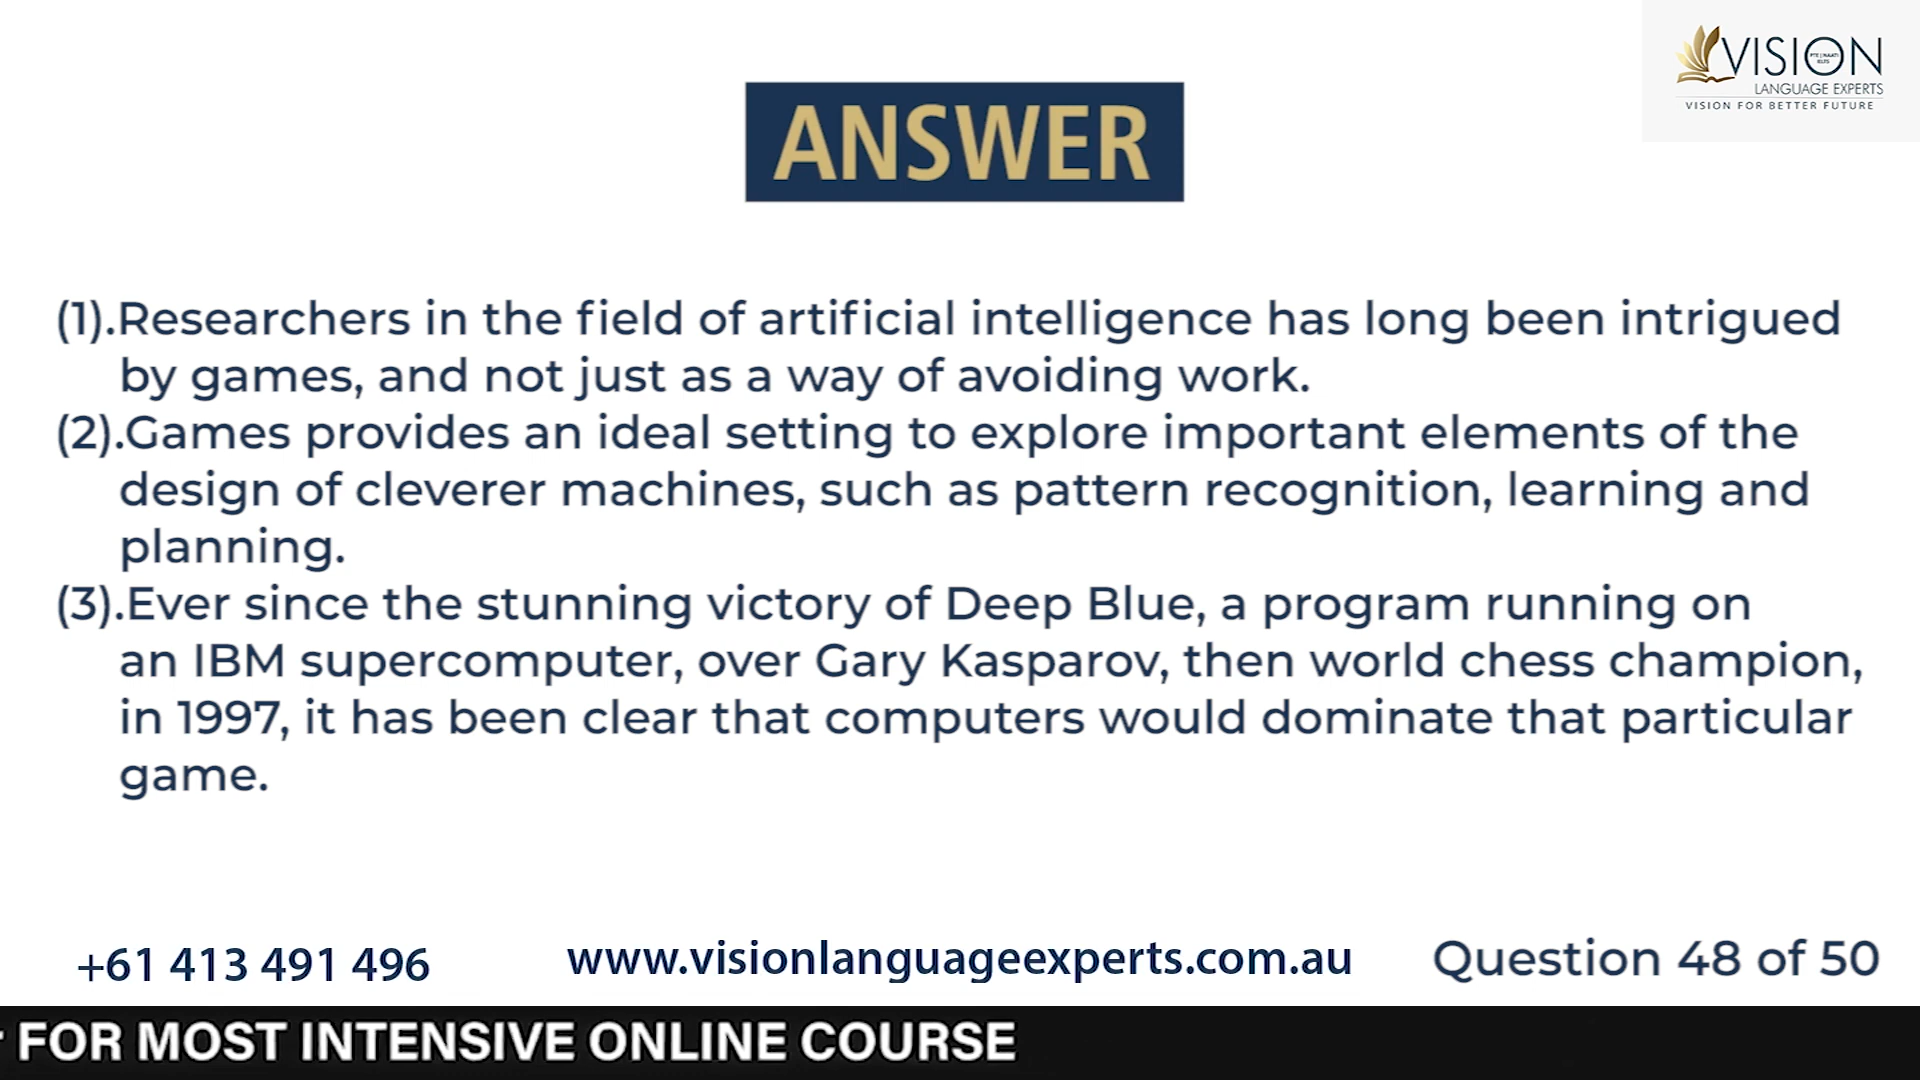 VISION
LANGUAGE EXPERTS
VISION FOR BETTER FUTURE
ANSWER
(1).Researchers in the field of artificial intelligence has long been intrigued
by games, and not just as a way of avoiding work.
(2).Games provides an ideal setting to explore important elements of the
design of cleverer machines, such as pattern recognition, learning and
planning.
(3).Ever since the stunning victory of Deep Blue, a program running on
an IBM supercomputer, over Gary Kasparov, then world chess champion,
in 1997, it has been clear that computers would dominate that particular
game.
+61 413 491 496
www.visionlanguageexperts.com.au
Question 48 of 50
FOR MOST INTENSIVE ONLINE COURSE